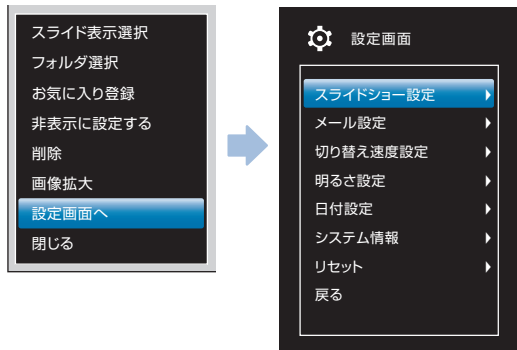 スライド表示選択
フォルダ選択
お気に入り登録
非表示に設定する
削除
画像拡大
設定画面へ
閉じる
設定画面
スライドショー設定
メール設定
切り替え速度設定
明るさ設定
日付設定
システム情報
リセット
戻る